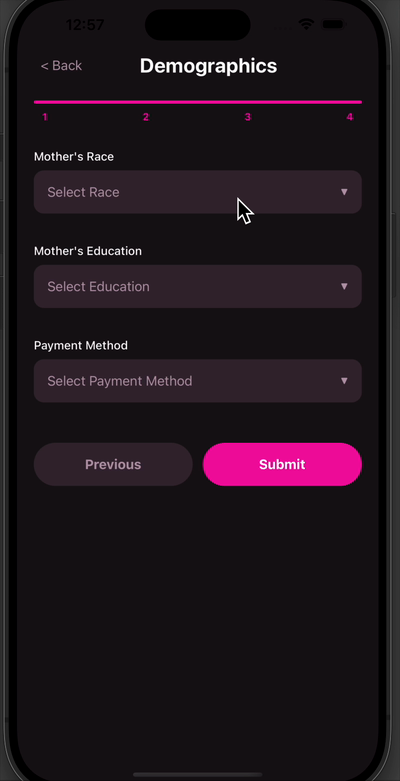 12:57
< Back
Demographics
1 2 3 4
Mother's Race
Select Race ▼
Mother's Education
Select Education ▼
Payment Method
Select Payment Method ▼
Previous Submit